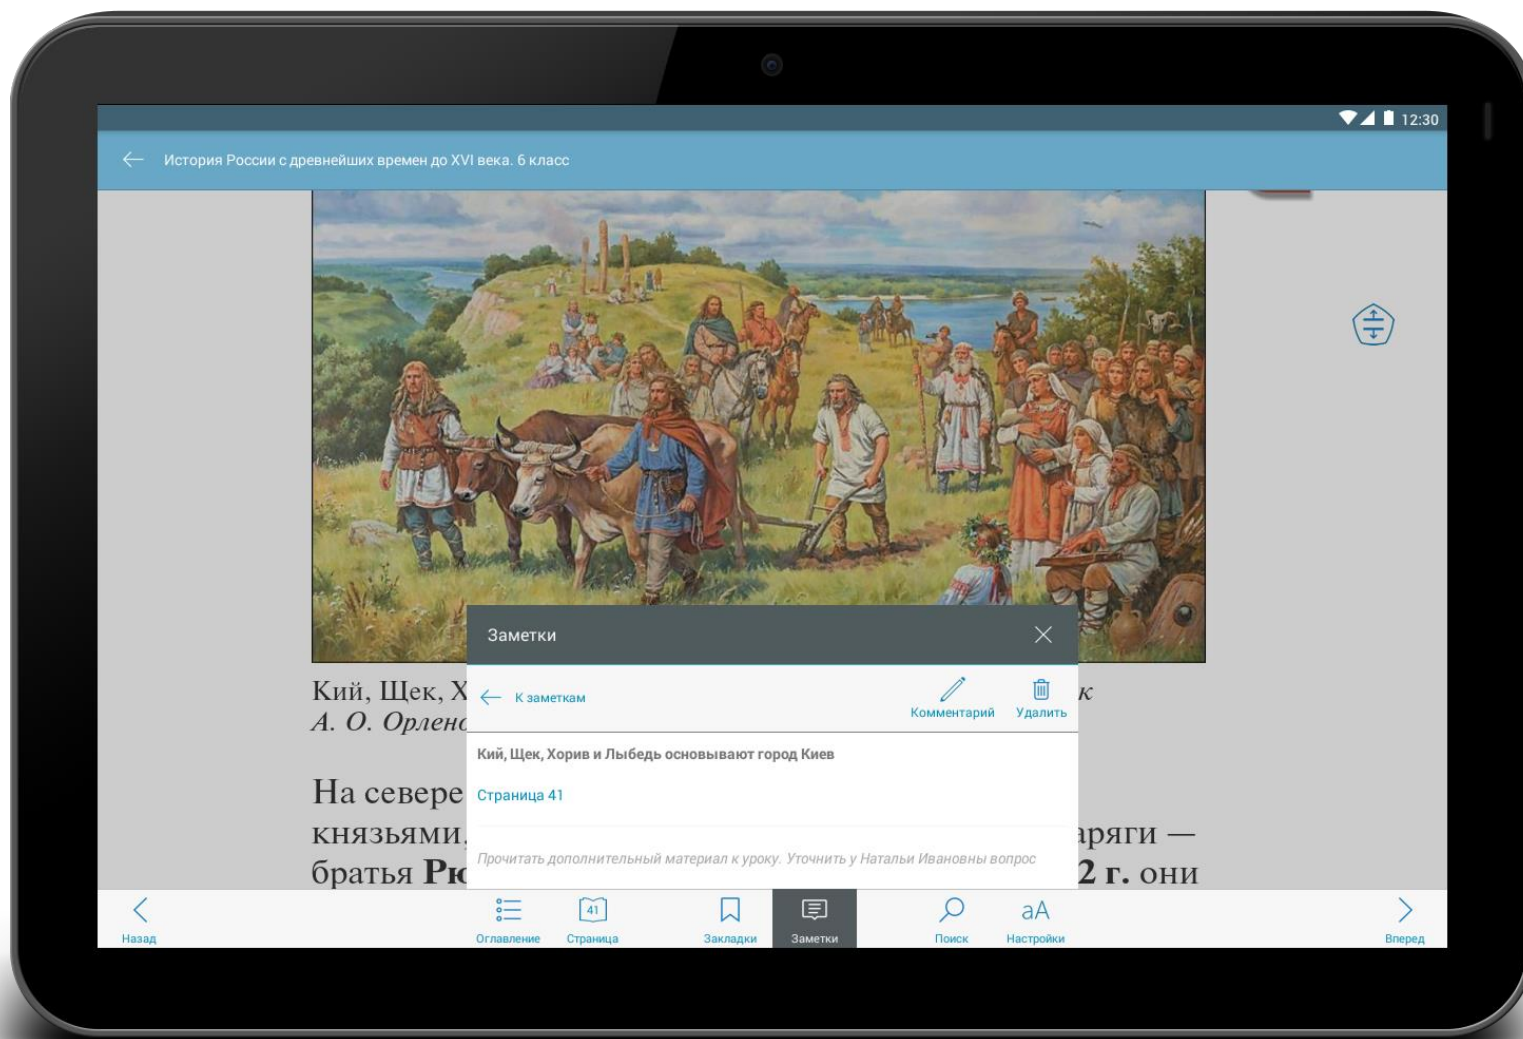 12:30
История России с древнейших времен до XVI века. 6 класс
Заметки
Кий, Щек, Х
К заметкам
Комментарий
Удалить
к
А. О. Орлено
Кий, Щек, Хорив и Лыбедь основывают город Киев
На севере
Страница 41
князьями,
аряги —
Прочитать дополнительный материал к уроку. Уточнить у Натальи Ивановны вопрос
братья Рю
2 г. они
41
aA
Назад
Оглавление
Страница
Закладки
Заметки
Поиск
Настройки
Вперед